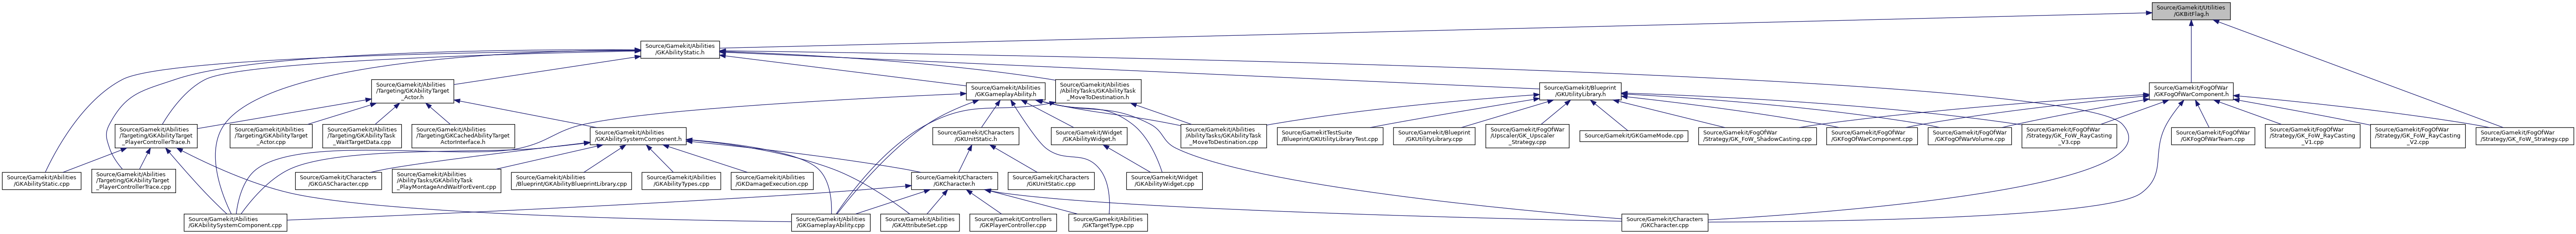 Source/Gamekit/Utilities
/GKBitFlag.h
Source/Gamekit/Abilities
/GKAbilityStatic.h
Source/Gamekit/Abilities
/Targeting/GKAbilityTarget
_Actor.h
Source/Gamekit/Abilities
/GKGameplayAbility.h
Source/Gamekit/Abilities
/AbilityTasks/GKAbilityTask
_MoveToDestination.h
Source/Gamekit/Blueprint
/GKUtilityLibrary.h
Source/Gamekit/FogOfWar
/GKFogOfWarComponent.h
Source/Gamekit/Abilities
/Targeting/GKAbilityTarget
_PlayerControllerTrace.h
Source/Gamekit/Abilities
/Targeting/GKAbilityTarget
_Actor.cpp
Source/Gamekit/Abilities
/Targeting/GKAbilityTask
_WaitTargetData.cpp
Source/Gamekit/Abilities
/Targeting/GKCachedAbilityTarget
ActorInterface.h
Source/Gamekit/Abilities
/GKAbilitySystemComponent.h
Source/Gamekit/Characters
/GKUnitStatic.h
Source/Gamekit/Widget
/GKAbilityWidget.h
Source/Gamekit/Abilities
/AbilityTasks/GKAbilityTask
_MoveToDestination.cpp
Source/GamekitTestSuite
/Blueprint/GKUtilityLibraryTest.cpp
Source/Gamekit/Blueprint
/GKUtilityLibrary.cpp
Source/Gamekit/FogOfWar
/Upscaler/GK_Upscaler
_Strategy.cpp
Source/Gamekit/GKGameMode.cpp
Source/Gamekit/FogOfWar
/Strategy/GK_FoW_ShadowCasting.cpp
Source/Gamekit/FogOfWar
/GKFogOfWarComponent.cpp
Source/Gamekit/FogOfWar
/GKFogOfWarVolume.cpp
Source/Gamekit/FogOfWar
/Strategy/GK_FoW_RayCasting
_V3.cpp
Source/Gamekit/FogOfWar
/GKFogOfWarTeam.cpp
Source/Gamekit/FogOfWar
/Strategy/GK_FoW_RayCasting
_V1.cpp
Source/Gamekit/FogOfWar
/Strategy/GK_FoW_RayCasting
_V2.cpp
Source/Gamekit/FogOfWar
/Strategy/GK_FoW_Strategy.cpp
Source/Gamekit/Abilities
/GKAbilityStatic.cpp
Source/Gamekit/Abilities
/Targeting/GKAbilityTarget
_PlayerControllerTrace.cpp
Source/Gamekit/Characters
/GKGASCharacter.cpp
Source/Gamekit/Abilities
/AbilityTasks/GKAbilityTask
_PlayMontageAndWaitForEvent.cpp
Source/Gamekit/Abilities
/Blueprint/GKAbilityBlueprintLibrary.cpp
Source/Gamekit/Abilities
/GKAbilityTypes.cpp
Source/Gamekit/Abilities
/GKDamageExecution.cpp
Source/Gamekit/Characters
/GKCharacter.h
Source/Gamekit/Characters
/GKUnitStatic.cpp
Source/Gamekit/Widget
/GKAbilityWidget.cpp
Source/Gamekit/Abilities
/GKAbilitySystemComponent.cpp
Source/Gamekit/Abilities
/GKGameplayAbility.cpp
Source/Gamekit/Abilities
/GKAttributeSet.cpp
Source/Gamekit/Controllers
/GKPlayerController.cpp
Source/Gamekit/Abilities
/GKTargetType.cpp
Source/Gamekit/Characters
/GKCharacter.cpp